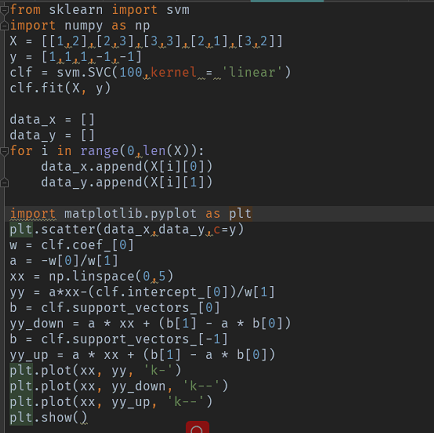 from sklearn import svm
import numpy as np
X = [[1,2],[2,3],[3,3],[2,1],[3,2]]
y = [1,1,1,-1,-1]
clf = svm.SVC(100,kernel = 'linear')
clf.fit(X, y)

data_x = []
data_y = []
for i in range(0,len(X)):
    data_x.append(X[i][0])
    data_y.append(X[i][1])

import matplotlib.pyplot as plt
plt.scatter(data_x,data_y,c=y)
w = clf.coef_[0]
a = -w[0]/w[1]
xx = np.linspace(0,5)
yy = a*xx-(clf.intercept_[0])/w[1]
b = clf.support_vectors_[0]
yy_down = a * xx + (b[1] - a * b[0])
b = clf.support_vectors_[-1]
yy_up = a * xx + (b[1] - a * b[0])
plt.plot(xx, yy, 'k-')
plt.plot(xx, yy_down, 'k--')
plt.plot(xx, yy_up, 'k--')
plt.show()